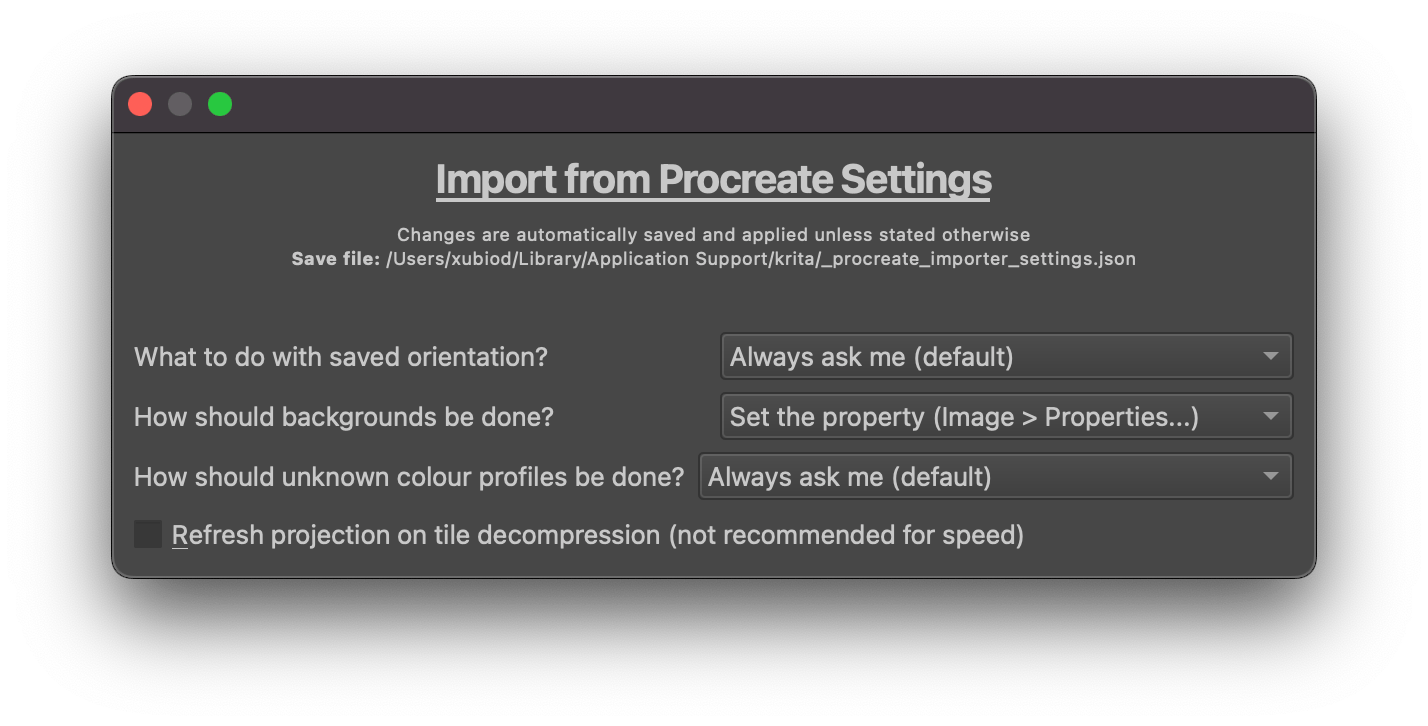 Import from Procreate Settings
Changes are automatically saved and applied unless stated otherwise
Save file: /Users/xubiod/Library/Application Support/krita/_procreate_importer_settings.json
What to do with saved orientation? Always ask me (default)
How should backgrounds be done? Set the property (Image > Properties...)
How should unknown colour profiles be done? Always ask me (default)
Refresh projection on tile decompression (not recommended for speed)